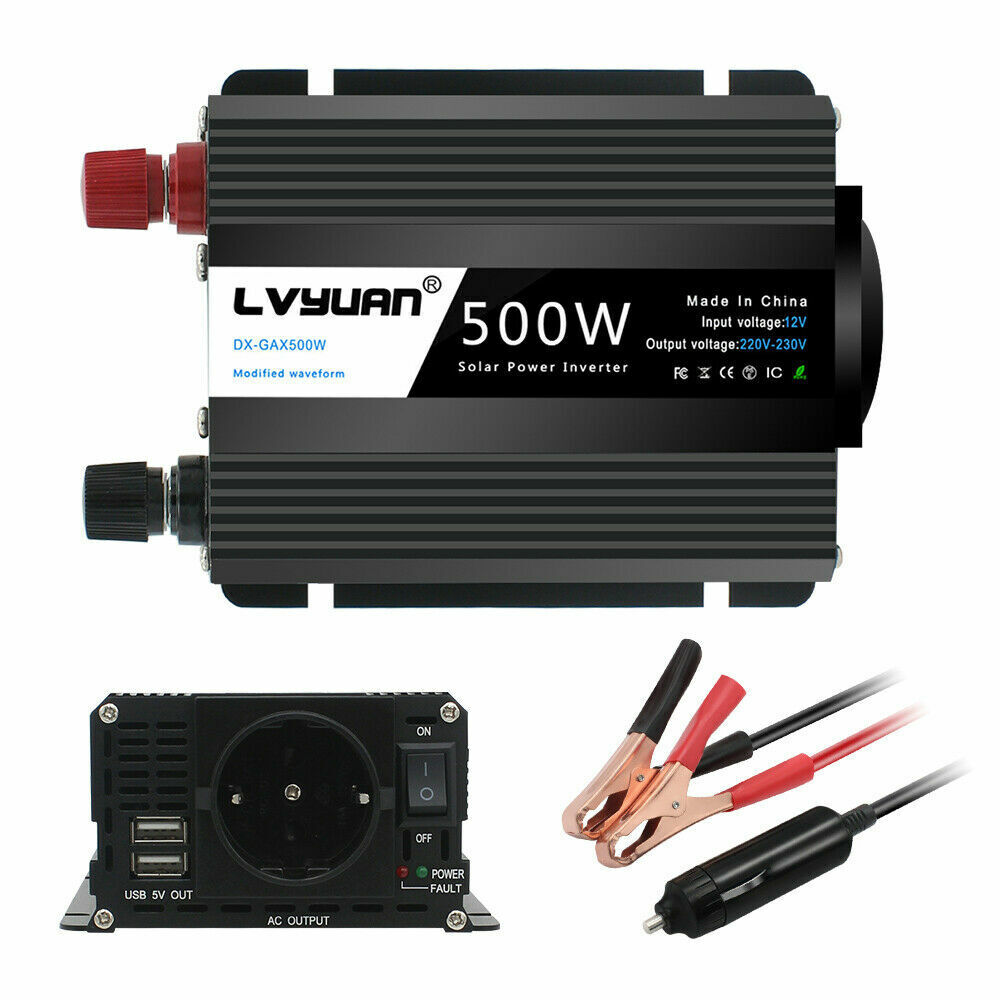 LVYUAN®
DX-GAX500W
Modified waveform
500W
Solar Power Inverter
Made In China
Input voltage:12V
Output voltage:220V-230V
FC CE IC
ON
OFF
POWER
FAULT
USB 5V OUT
AC OUTPUT